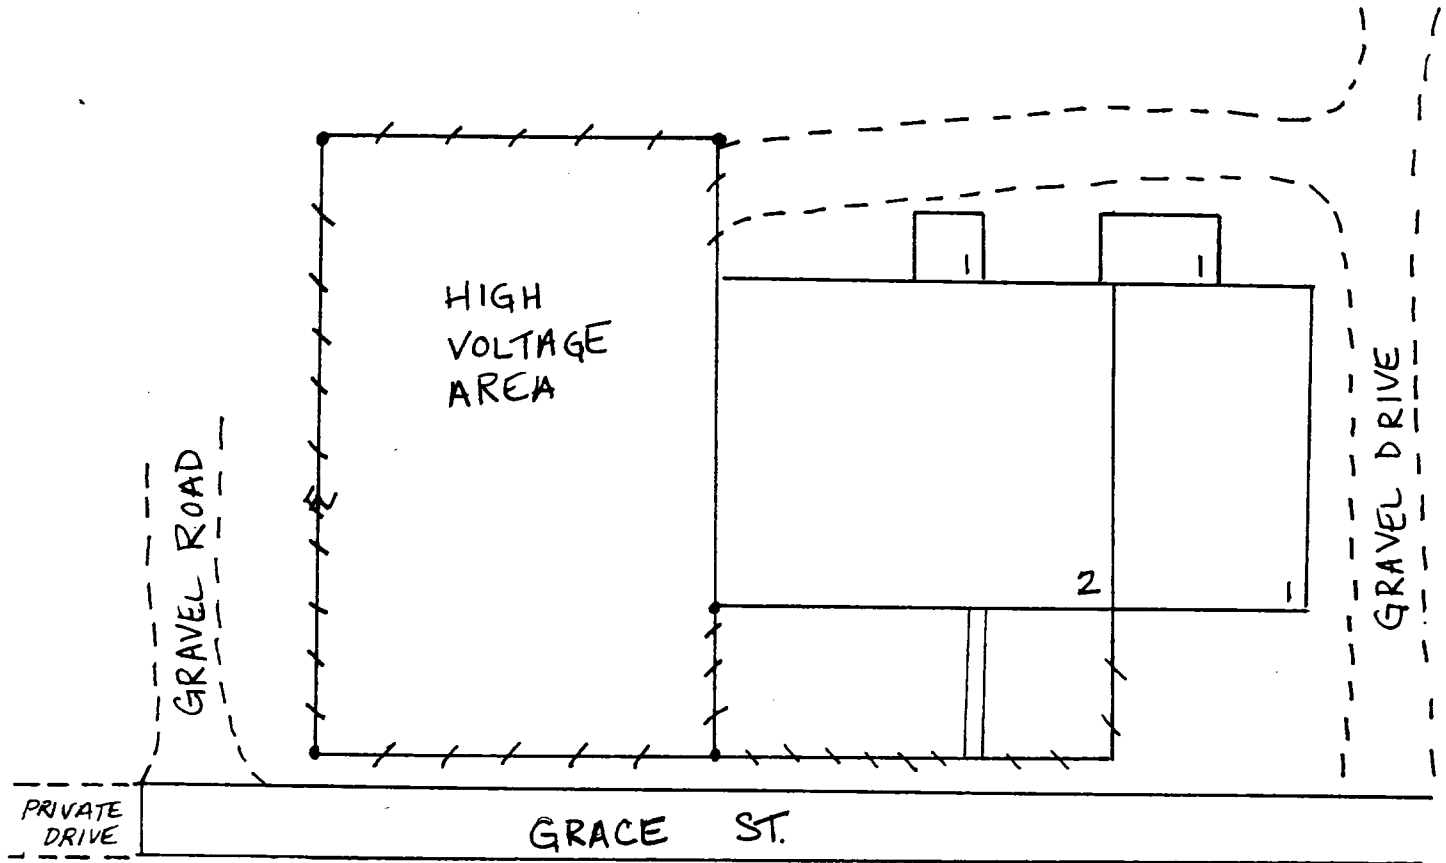 HIGH
VOLTAGE
AREA
1
1
2
1
GRAVEL ROAD
GRAVEL DRIVE
PRIVATE
DRIVE
GRACE ST.